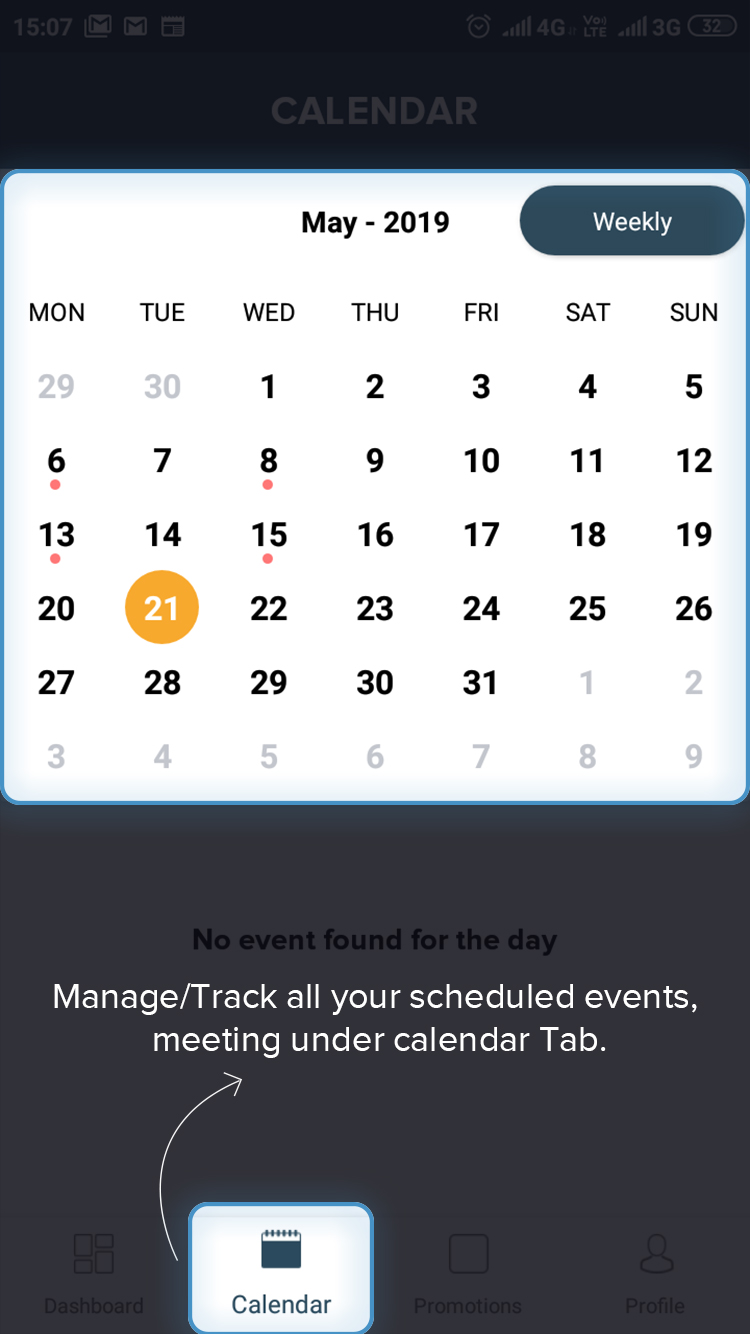 15:07 4G VoLTE 3G 32
CALENDAR
May - 2019 Weekly
MON TUE WED THU FRI SAT SUN
29 30 1 2 3 4 5
6 7 8 9 10 11 12
13 14 15 16 17 18 19
20 21 22 23 24 25 26
27 28 29 30 31 1 2
3 4 5 6 7 8 9
No event found for the day
Manage/Track all your scheduled events,
meeting under calendar Tab.
Dashboard Calendar Promotions Profile